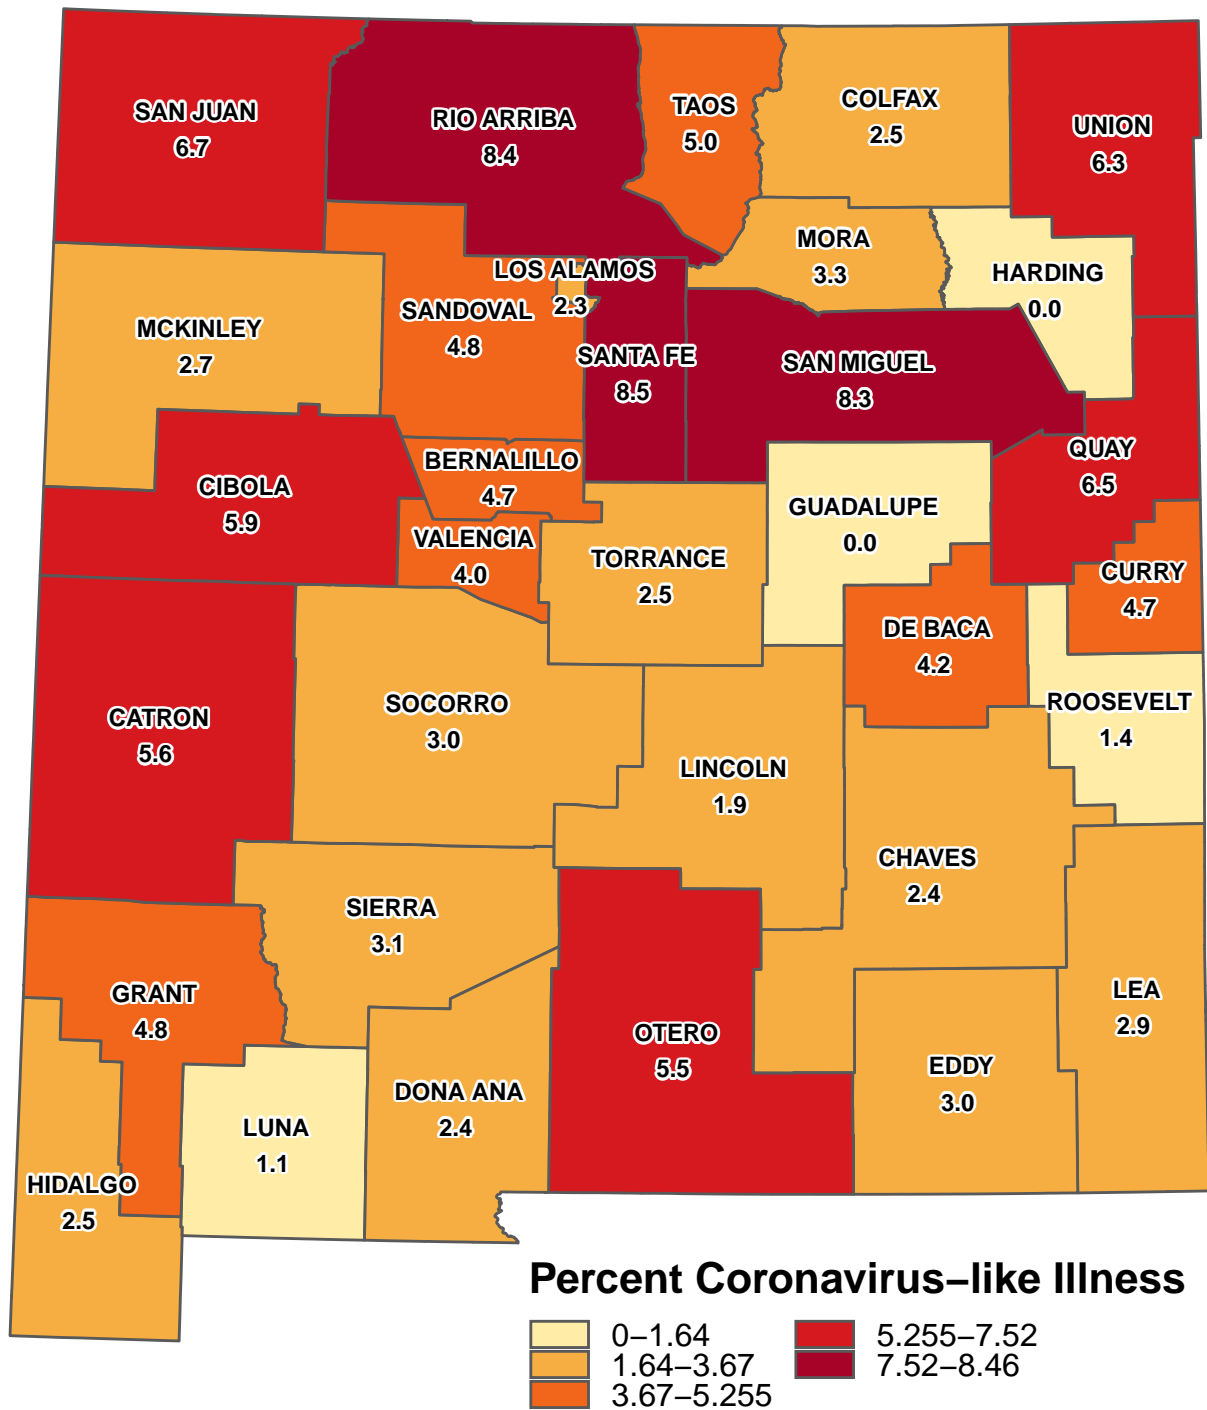 SAN JUAN
6.7
RIO ARRIBA
8.4
TAOS
5.0
COLFAX
2.5
UNION
6.3
MORA
3.3
HARDING
0.0
LOS ALAMOS
2.3
SANDOVAL
4.8
MCKINLEY
2.7
SANTA FE
8.5
SAN MIGUEL
8.3
QUAY
6.5
BERNALILLO
4.7
CIBOLA
5.9
GUADALUPE
0.0
VALENCIA
4.0
TORRANCE
2.5
CURRY
4.7
DE BACA
4.2
ROOSEVELT
1.4
CATRON
5.6
SOCORRO
3.0
LINCOLN
1.9
CHAVES
2.4
SIERRA
3.1
GRANT
4.8
LEA
2.9
OTERO
5.5
EDDY
3.0
DONA ANA
2.4
LUNA
1.1
HIDALGO
2.5
Percent Coronavirus−like Illness
0−1.64
1.64−3.67
3.67−5.255
5.255−7.52
7.52−8.46